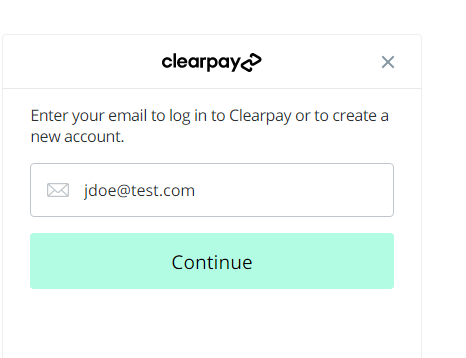 clearpay
Enter your email to log in to Clearpay or to create a
new account.
jdoe@test.com
Continue